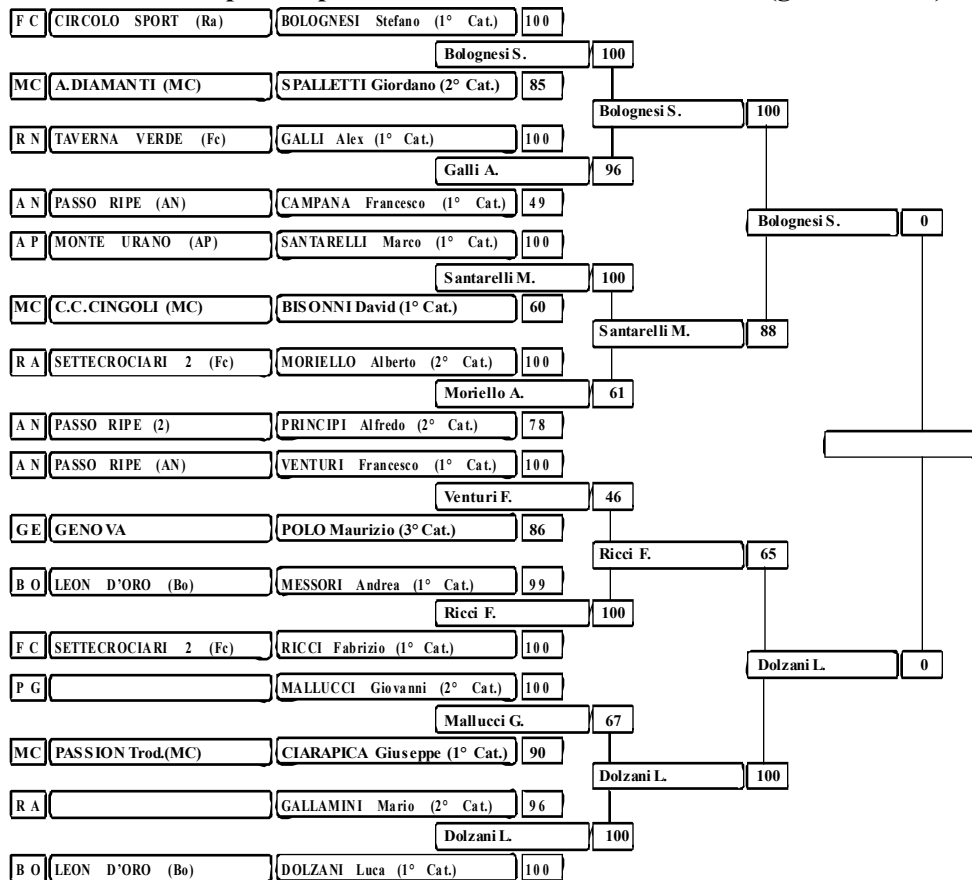 F C CIRCOLO SPORT (Ra) BOLOGNESI Stefano (1° Cat.) 100
Bolognesi S. 100
MC A.DIAMANTI (MC) SPALLETTI Giordano (2° Cat.) 85
Bolognesi S. 100
R N TAVERNA VERDE (Fc) GALLI Alex (1° Cat.) 100
Galli A. 96
A N PASSO RIPE (AN) CAMPANA Francesco (1° Cat.) 49
Bolognesi S. 0
A P MONTE URANO (AP) SANTARELLI Marco (1° Cat.) 100
Santarelli M. 100
MC C.C.CINGOLI (MC) BISONNI David (1° Cat.) 60
Santarelli M. 88
R A SETTECROCIARI 2 (Fc) MORIELLO Alberto (2° Cat.) 100
Moriello A. 61
A N PASSO RIPE (2) PRINCIPI Alfredo (2° Cat.) 78
A N PASSO RIPE (AN) VENTURI Francesco (1° Cat.) 100
Venturi F. 46
GE GENOVA POLO Maurizio (3° Cat.) 86
Ricci F. 65
B O LEON D'ORO (Bo) MESSORI Andrea (1° Cat.) 99
Ricci F. 100
F C SETTECROCIARI 2 (Fc) RICCI Fabrizio (1° Cat.) 100
Dolzani L. 0
P G MALLUCCI Giovanni (2° Cat.) 100
Mallucci G. 67
MC PASSION Trod.(MC) CIARAPICA Giuseppe (1° Cat.) 90
Dolzani L. 100
R A GALLAMINI Mario (2° Cat.) 96
Dolzani L. 100
B O LEON D'ORO (Bo) DOLZANI Luca (1° Cat.) 100